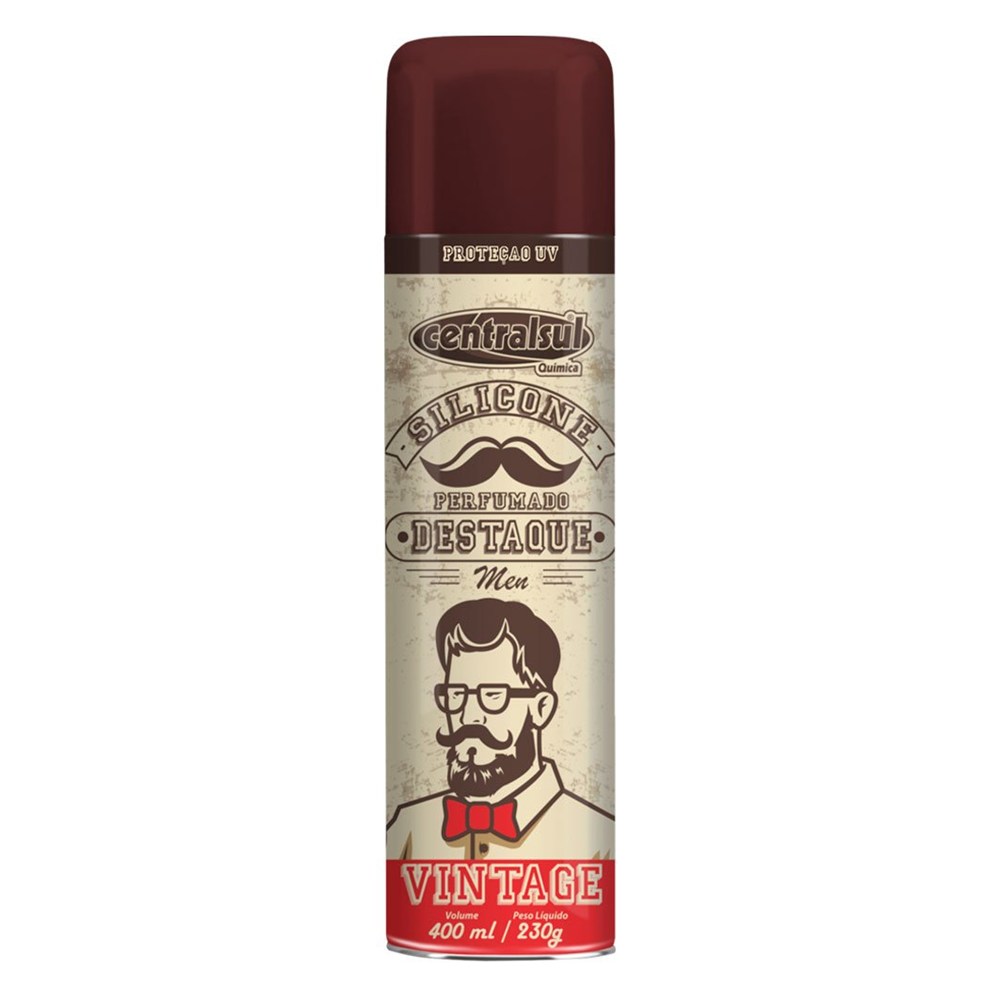 PROTEÇAO UV
centralsul®
Química
SILICONE
PERFUMADO
DESTAQUE
Men
VINTAGE
Volume Peso Líquido
400 ml / 230g